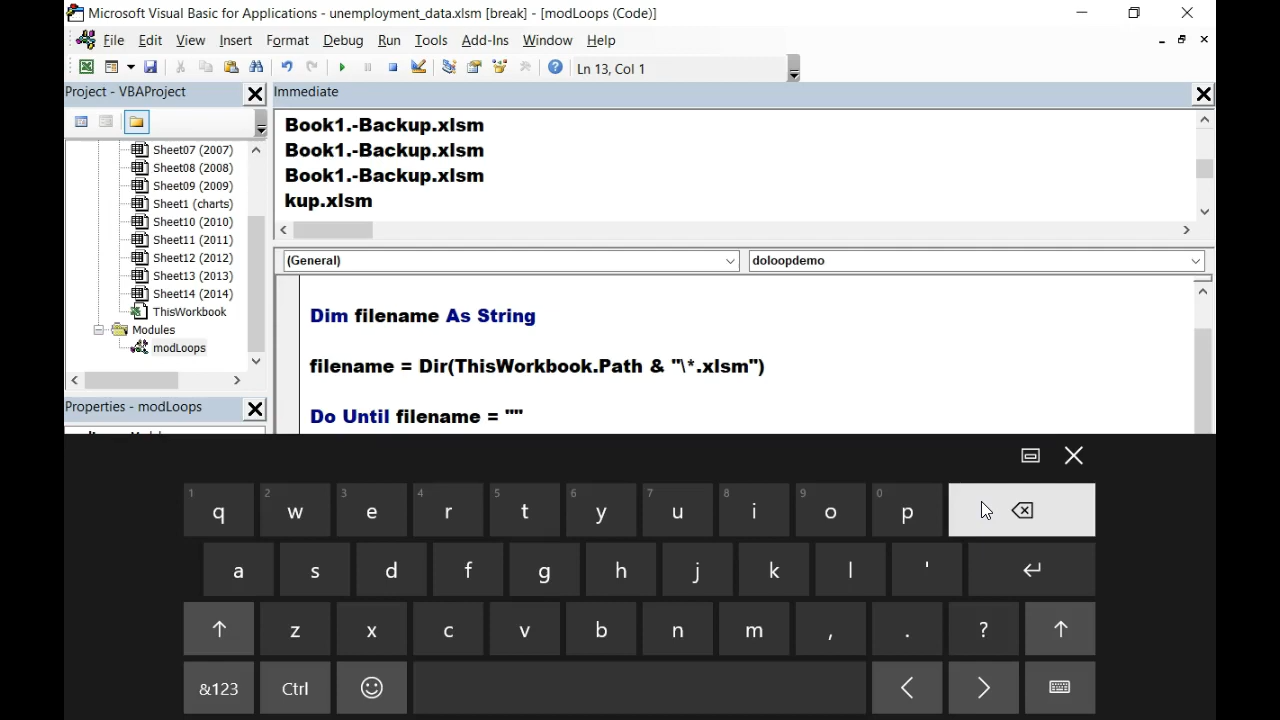 Microsoft Visual Basic for Applications - unemployment_data.xlsm [break] - [modLoops (Code)]
File Edit View Insert Format Debug Run Tools Add-Ins Window Help
Ln 13, Col 1
Project - VBAProject
Sheet07 (2007)
Sheet08 (2008)
Sheet09 (2009)
Sheet1 (charts)
Sheet10 (2010)
Sheet11 (2011)
Sheet12 (2012)
Sheet13 (2013)
Sheet14 (2014)
ThisWorkbook
Modules
modLoops
Properties - modLoops
Immediate
Book1.-Backup.xlsm
Book1.-Backup.xlsm
Book1.-Backup.xlsm
kup.xlsm
(General) doloopdemo
Dim filename As String
filename = Dir(ThisWorkbook.Path & "\*.xlsm")
Do Until filename = ""
1 2 3 4 5 6 7 8 9 0
q w e r t y u i o p
a s d f g h j k l '
z x c v b n m , . ?
&123 Ctrl